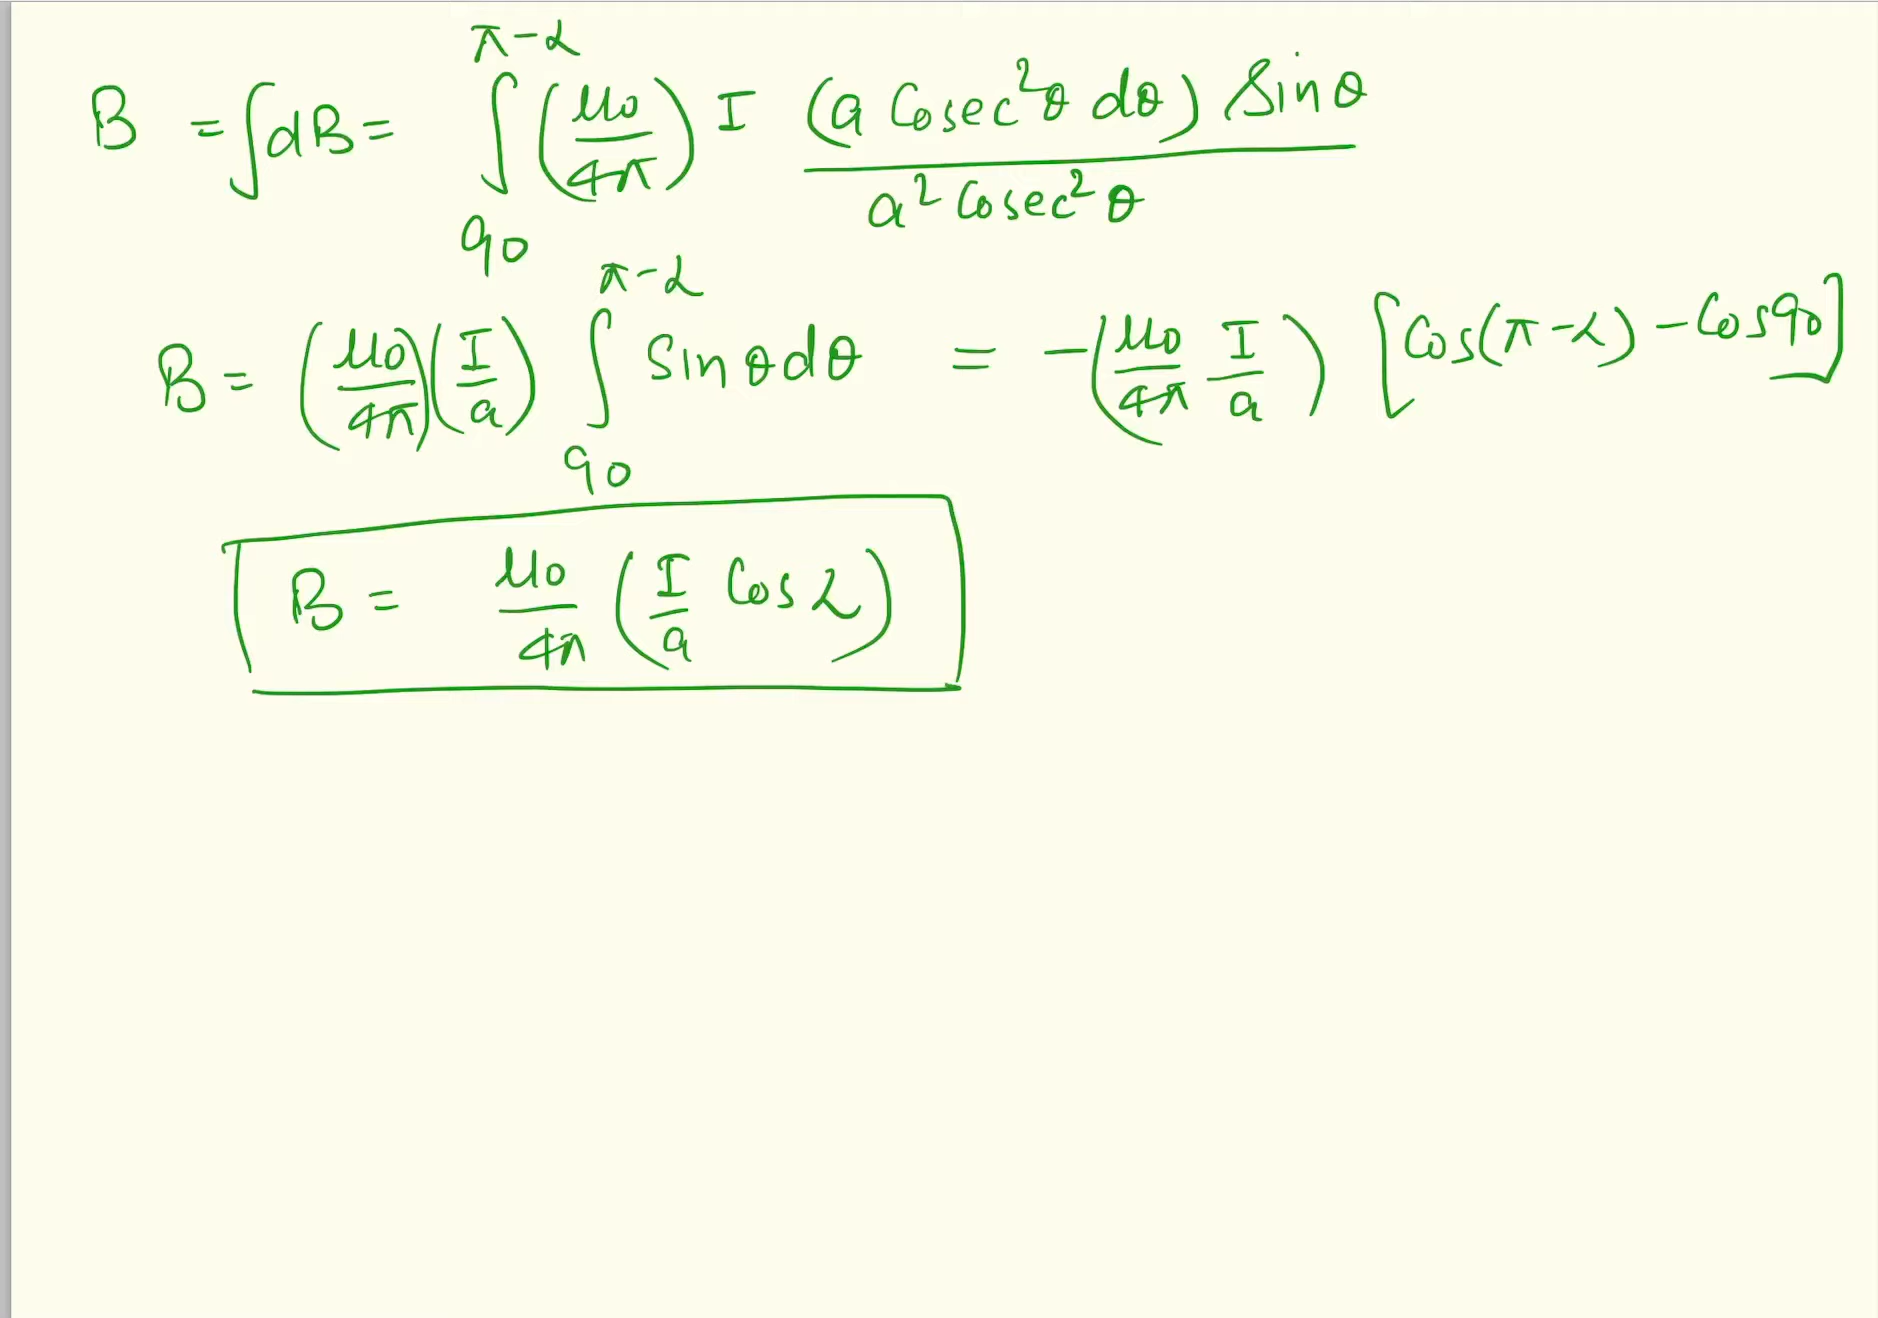 B = ∫dB = ∫_{90}^{π-α} (μ0/4π) I (a Cosec²θ dθ) Sinθ / a² Cosec²θ
B = (μ0/4π)(I/a) ∫_{90}^{π-α} Sinθdθ = -(μ0/4π I/a) [Cos(π-α) - Cos90]
B = μ0/4π (I/a Cosα)